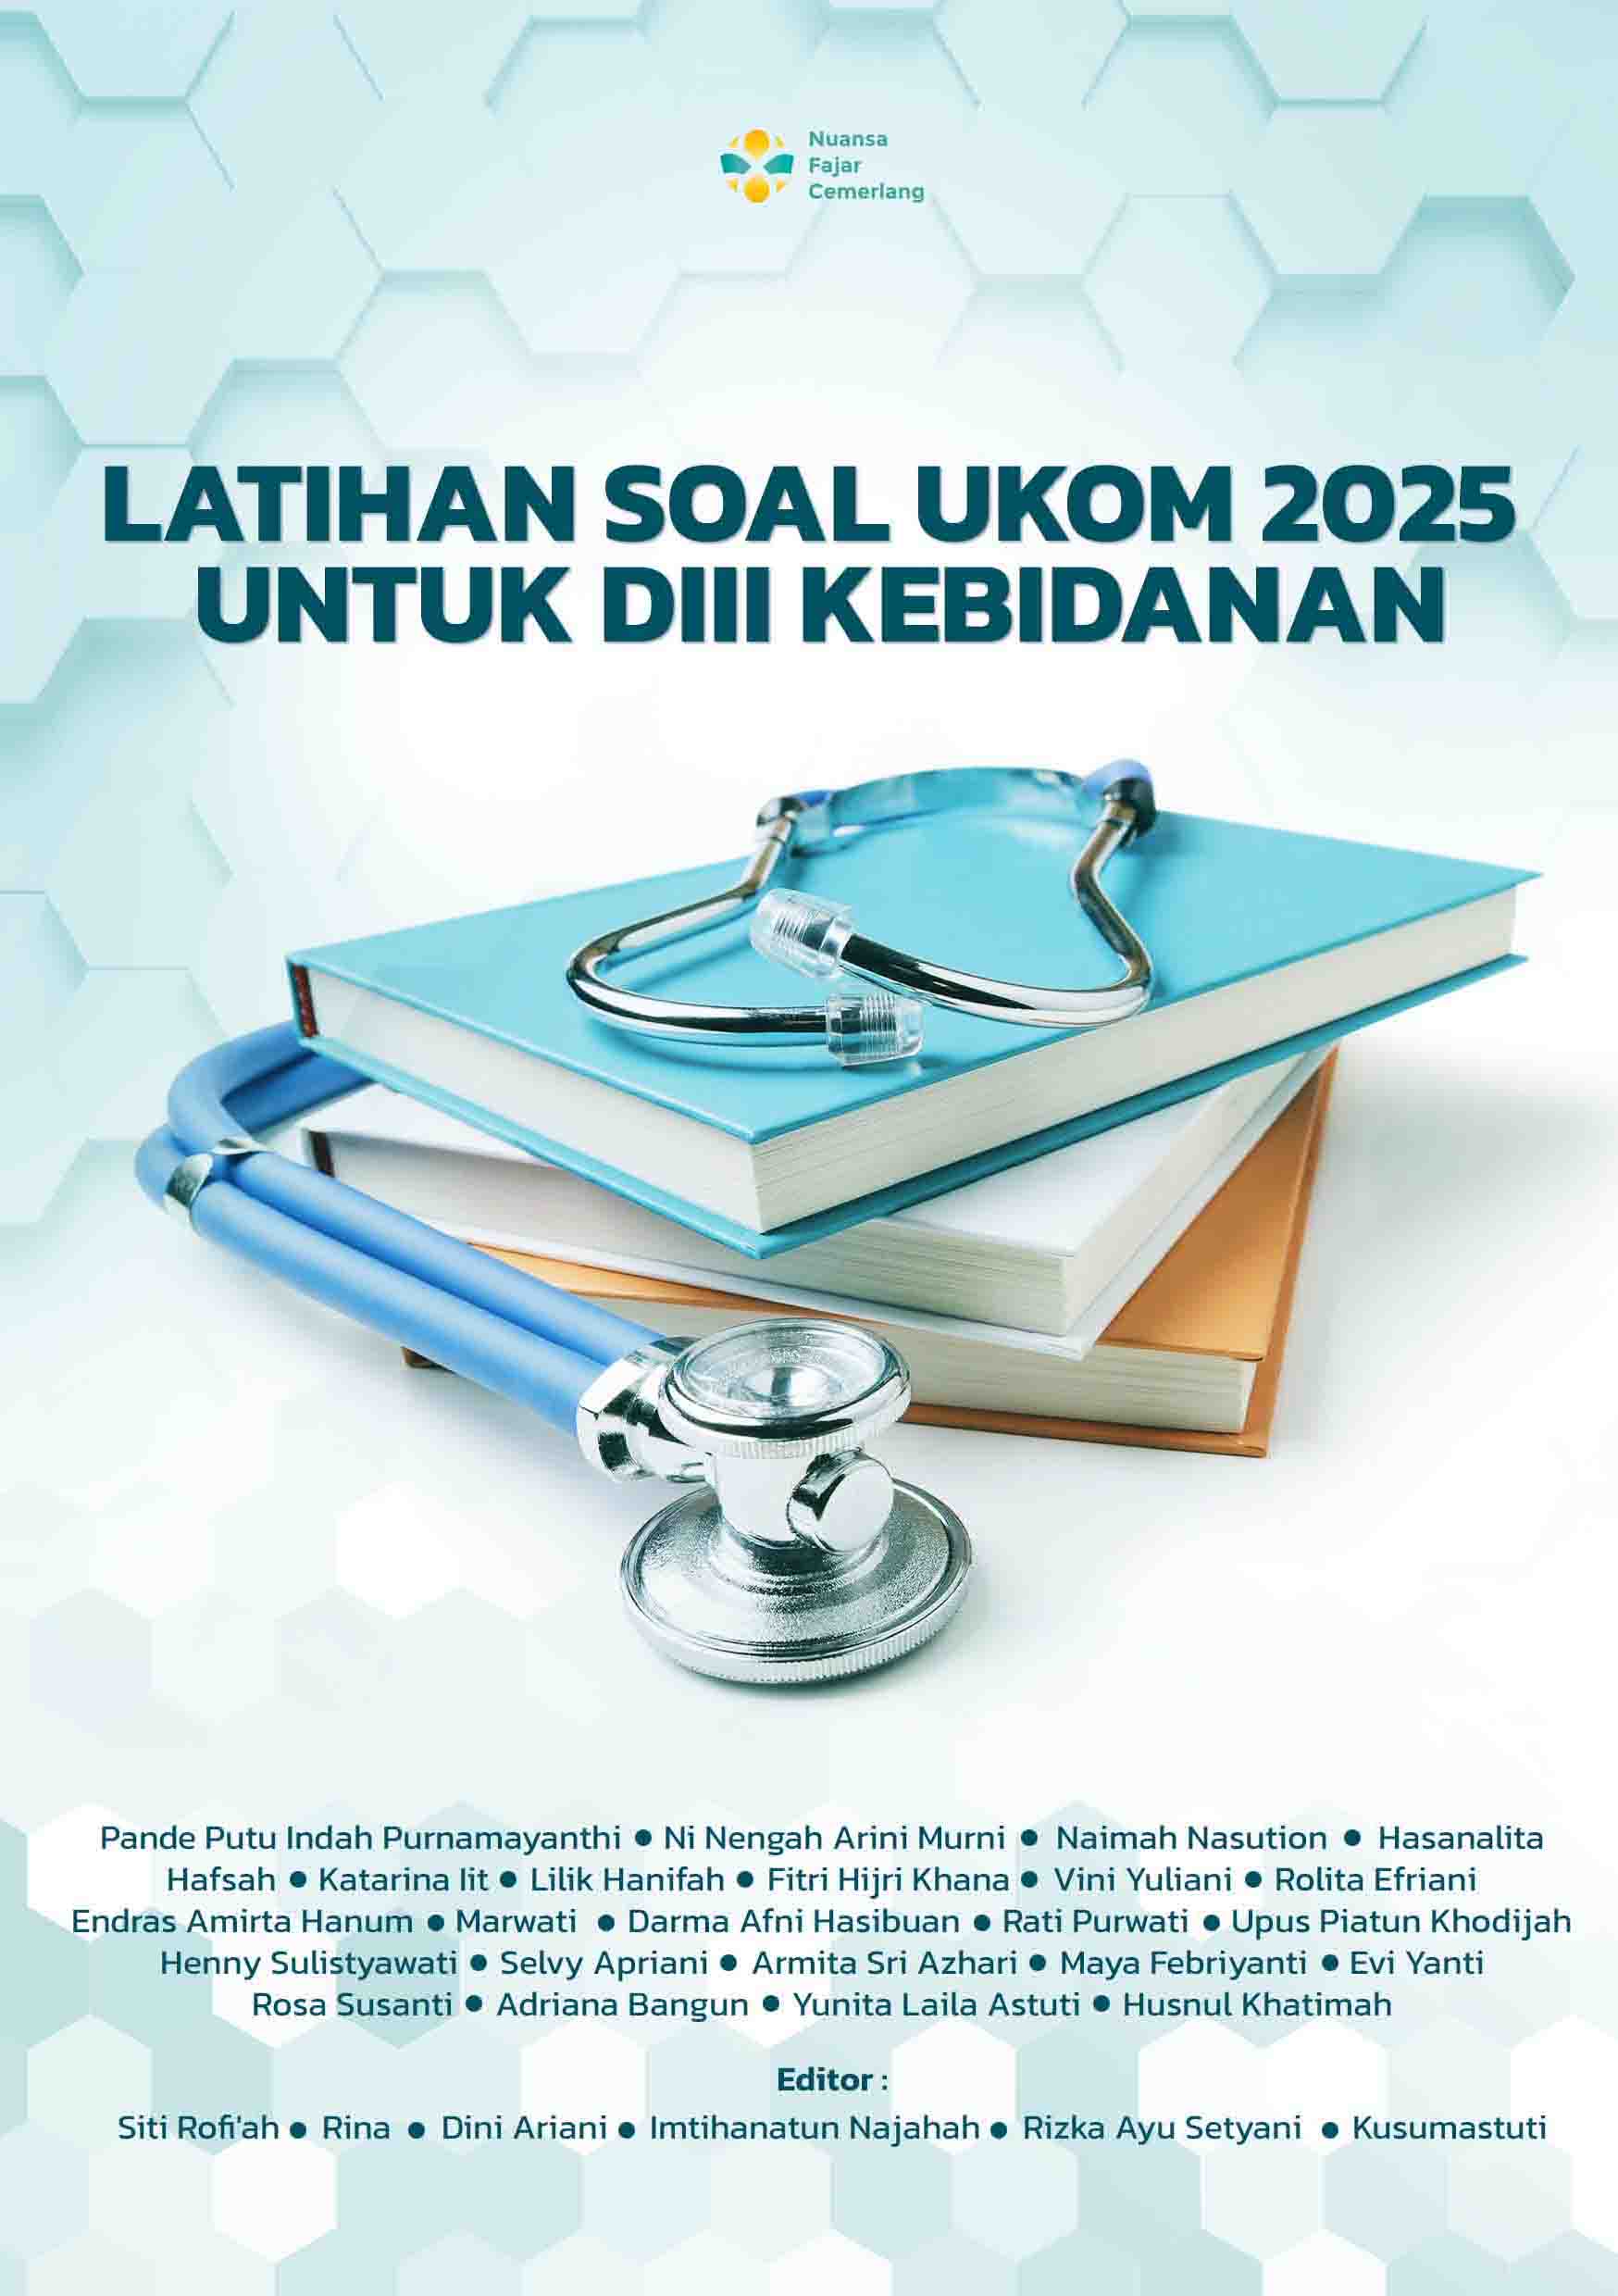 Nuansa
Fajar
Cemerlang
LATIHAN SOAL UKOM 2025
UNTUK DIII KEBIDANAN
Pande Putu Indah Purnamayanthi ● Ni Nengah Arini Murni ● Naimah Nasution ● Hasanalita
Hafsah ● Katarina Iit ● Lilik Hanifah ● Fitri Hijri Khana ● Vini Yuliani ● Rolita Efriani
Endras Amirta Hanum ● Marwati ● Darma Afni Hasibuan ● Rati Purwati ● Upus Piatun Khodijah
Henny Sulistyawati ● Selvy Apriani ● Armita Sri Azhari ● Maya Febriyanti ● Evi Yanti
Rosa Susanti ● Adriana Bangun ● Yunita Laila Astuti ● Husnul Khatimah
Editor :
Siti Rofi'ah ● Rina ● Dini Ariani ● Imtihanatun Najahah ● Rizka Ayu Setyani ● Kusumastuti